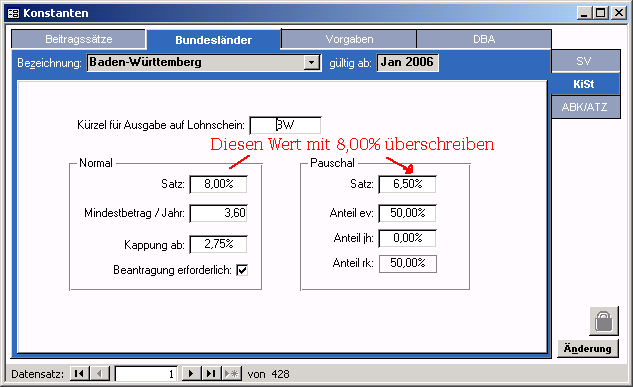 Konstanten
Beitragssätze
Bundesländer
Vorgaben
DBA
Bezeichnung: Baden-Württemberg gültig ab: Jan 2006
SV
KiSt
ABK/ATZ
Kürzel für Ausgabe auf Lohnschein: BW
Diesen Wert mit 8,00% überschreiben
Normal
Satz: 8,00%
Mindestbetrag / Jahr: 3,60
Kappung ab: 2,75%
Beantragung erforderlich:
Pauschal
Satz: 6,50%
Anteil ev: 50,00%
Anteil jh: 0,00%
Anteil rk: 50,00%
Änderung
Datensatz: 1 von 428